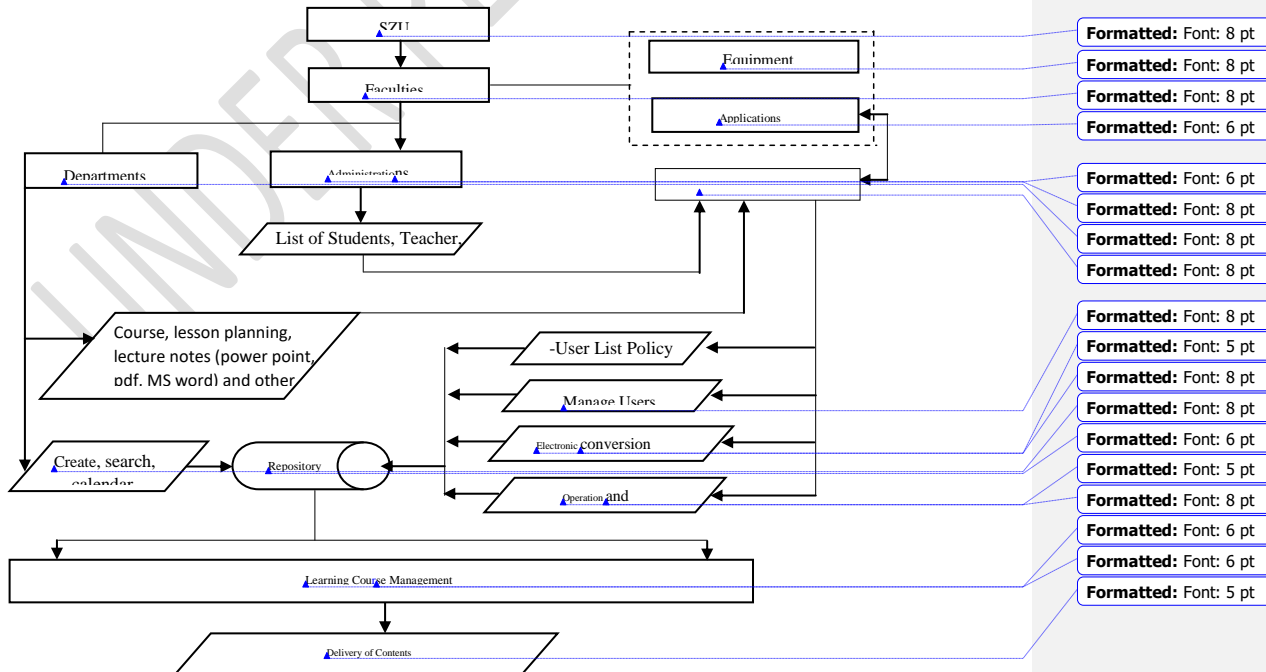 SZU
Faculties
Equipment
Applications
Departments
Administrations
List of Students, Teacher,
Course, lesson planning,
lecture notes (power point,
pdf, MS word) and other
-User List Policy
Manage Users
Electronic conversion
Operation and
Create, search,
calendar
Repository
Learning Course Management
Delivery of Contents
Formatted: Font: 8 pt
Formatted: Font: 8 pt
Formatted: Font: 8 pt
Formatted: Font: 6 pt
Formatted: Font: 6 pt
Formatted: Font: 8 pt
Formatted: Font: 8 pt
Formatted: Font: 8 pt
Formatted: Font: 8 pt
Formatted: Font: 5 pt
Formatted: Font: 8 pt
Formatted: Font: 8 pt
Formatted: Font: 6 pt
Formatted: Font: 5 pt
Formatted: Font: 8 pt
Formatted: Font: 6 pt
Formatted: Font: 6 pt
Formatted: Font: 5 pt
UNDER